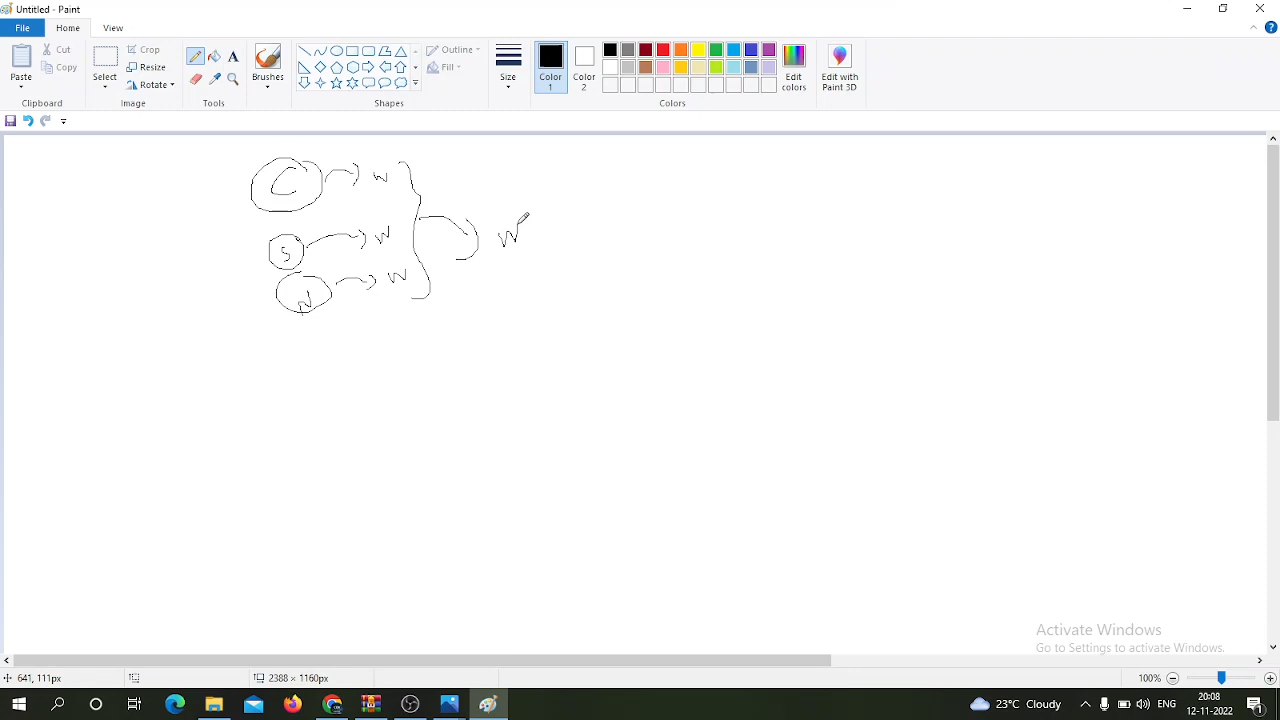 Untitled - Paint
File Home View
Paste
Cut
Copy
Clipboard
Select
Crop
Resize
Rotate
Image
A
Tools
Brushes
Shapes
Outline
Fill
Size
Color 1
Color 2
Colors
Edit colors
Edit with Paint 3D
C W
S W
N W
W
Activate Windows
Go to Settings to activate Windows.
641, 111px
2388 × 1160px
100%
23°C Cloudy
ENG
20:08
12-11-2022
1